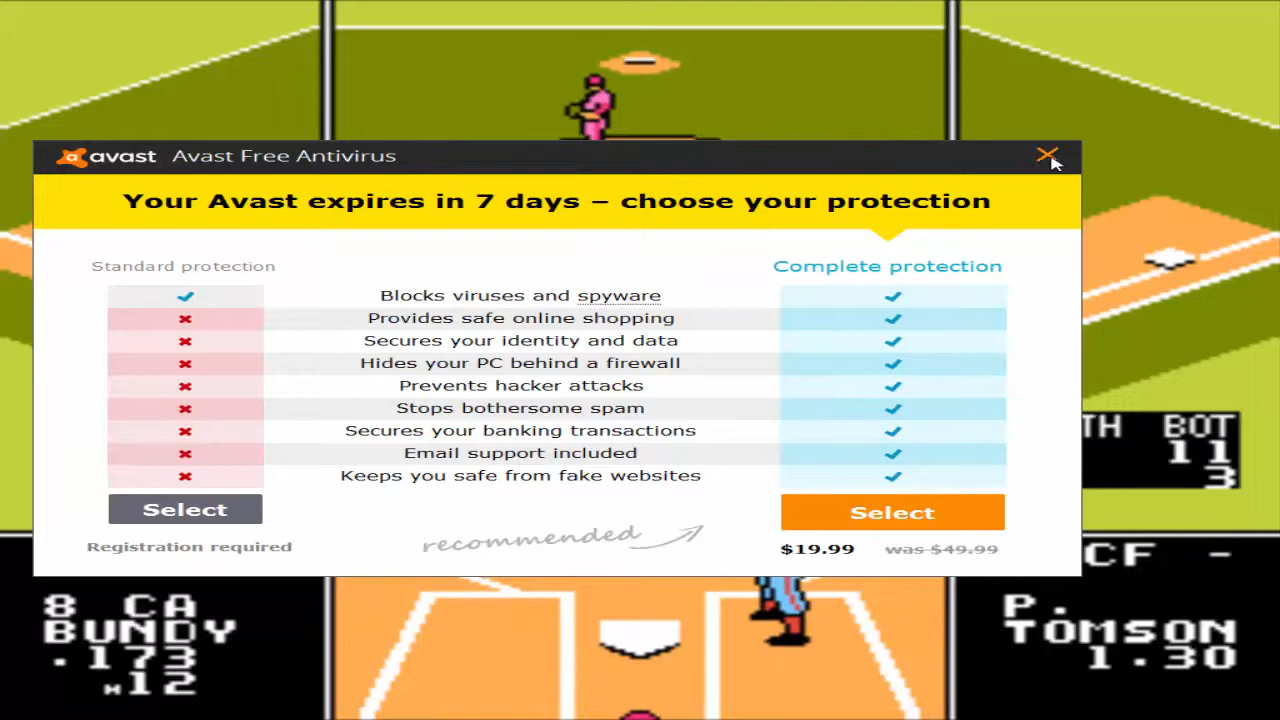 avast Avast Free Antivirus
Your Avast expires in 7 days – choose your protection
Standard protection
Complete protection
Blocks viruses and spyware
Provides safe online shopping
Secures your identity and data
Hides your PC behind a firewall
Prevents hacker attacks
Stops bothersome spam
Secures your banking transactions
Email support included
Keeps you safe from fake websites
Select
Select
Registration required
recommended
$19.99 was $49.99
TH BOT
11
3
CF -
8 CA
BUNDY
.173
H12
P.
TOMSON
1.30